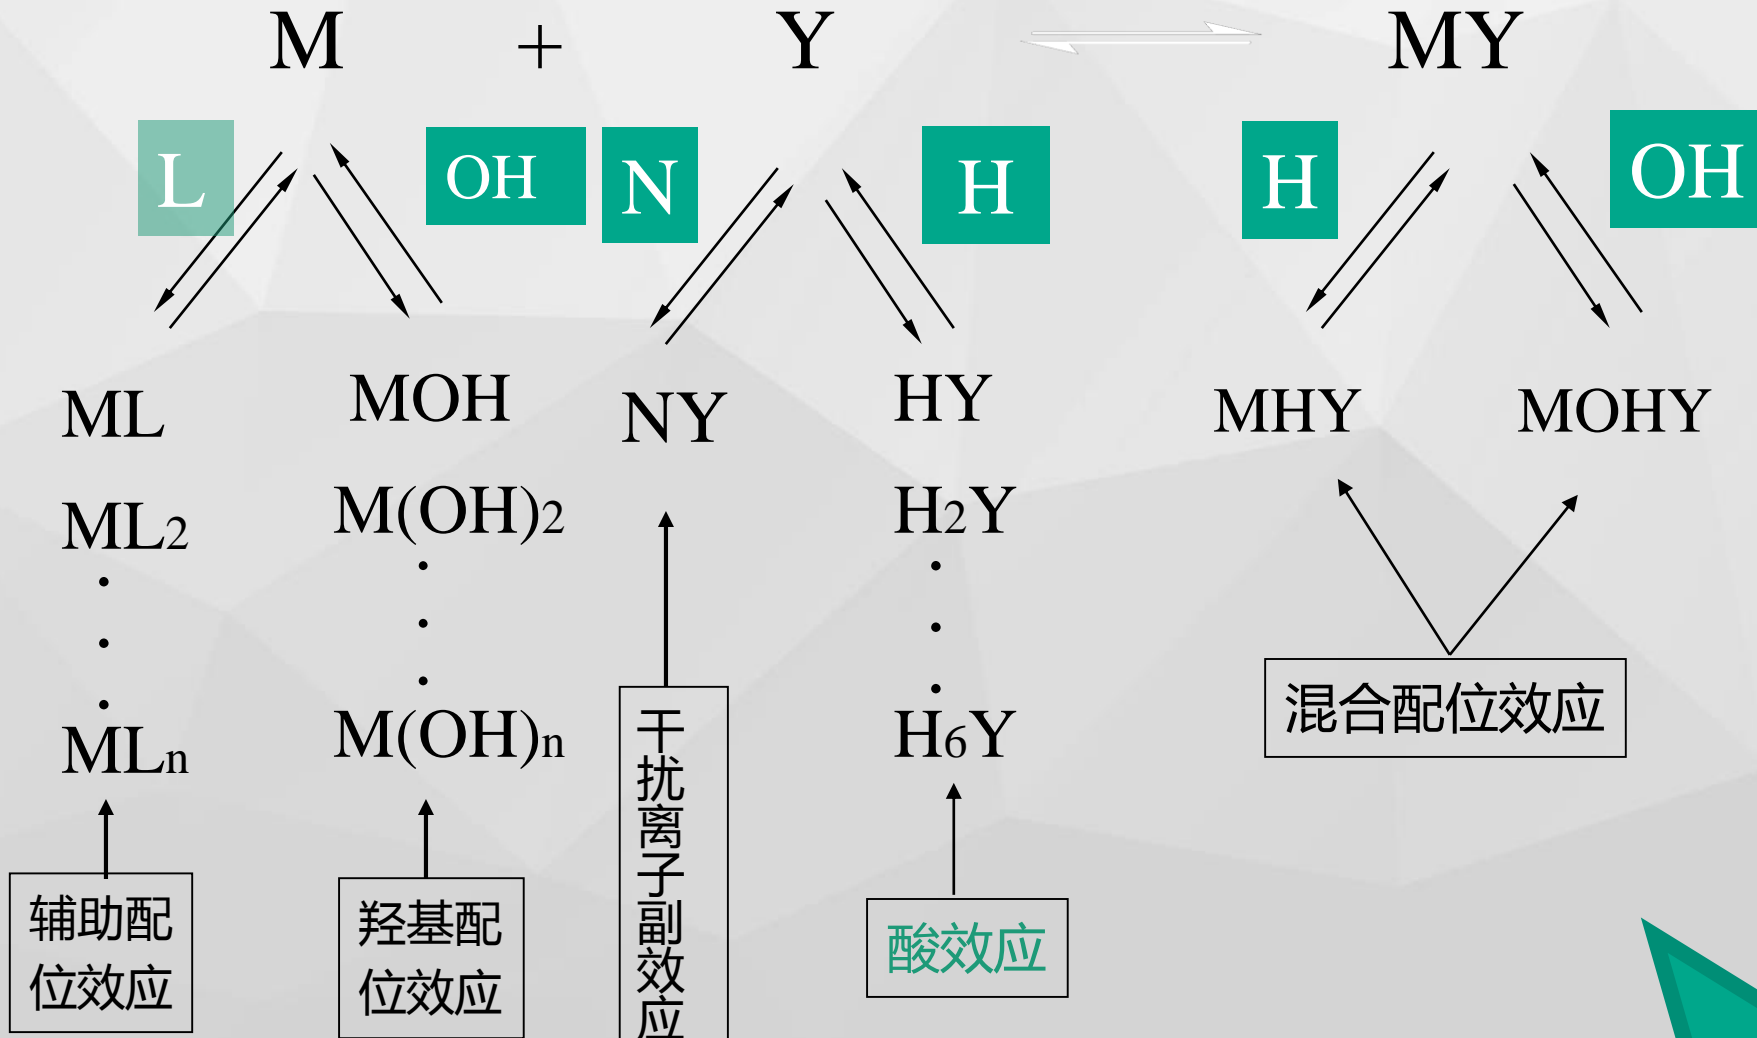 M + Y ⇌ MY
L OH N H H OH
ML MOH NY HY MHY MOHY
ML2 M(OH)2 H2Y
MLn M(OH)n H6Y
辅助配
位效应
羟基配
位效应
干
扰
离
子
副
效
应
酸效应
混合配位效应